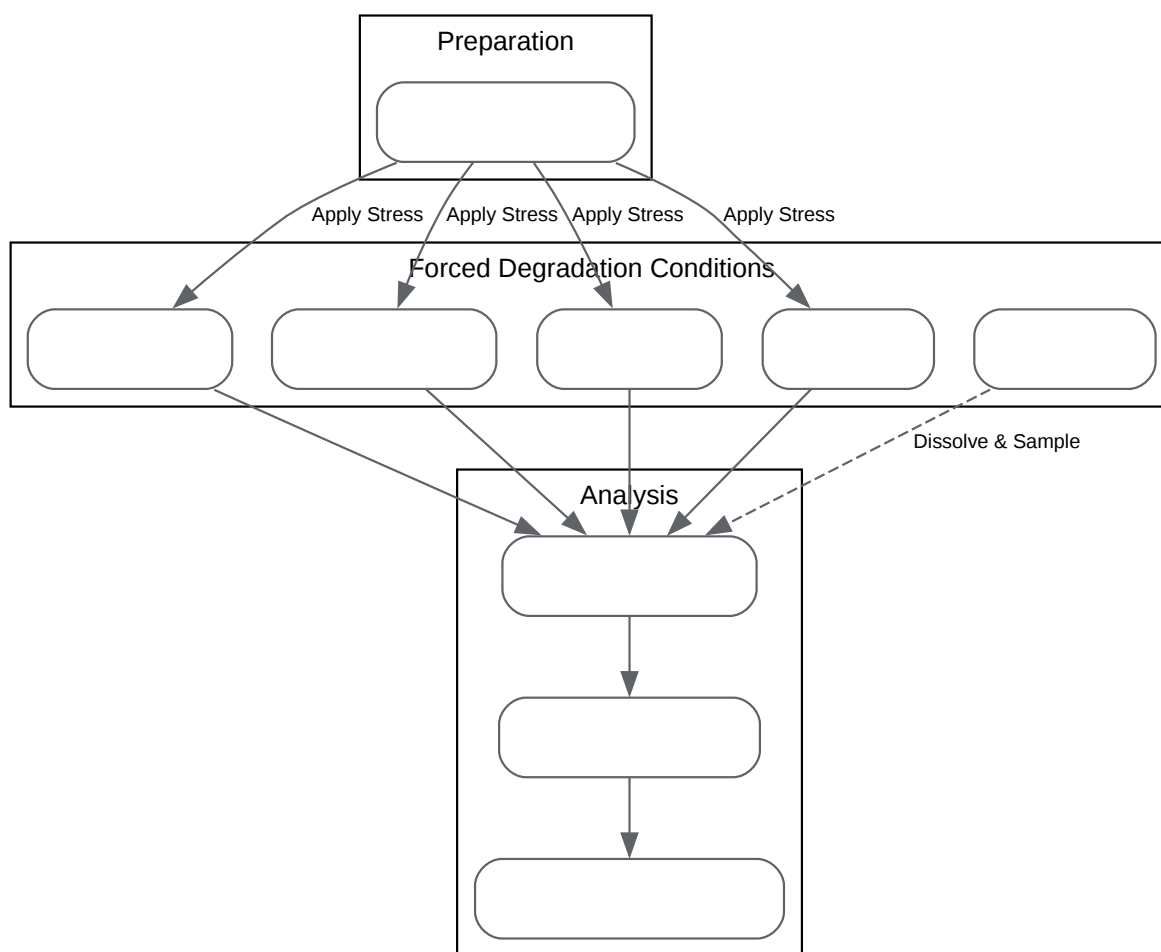 Preparation
Apply Stress
Apply Stress
Apply Stress
Apply Stress
Forced Degradation Conditions
Dissolve & Sample
Analysis